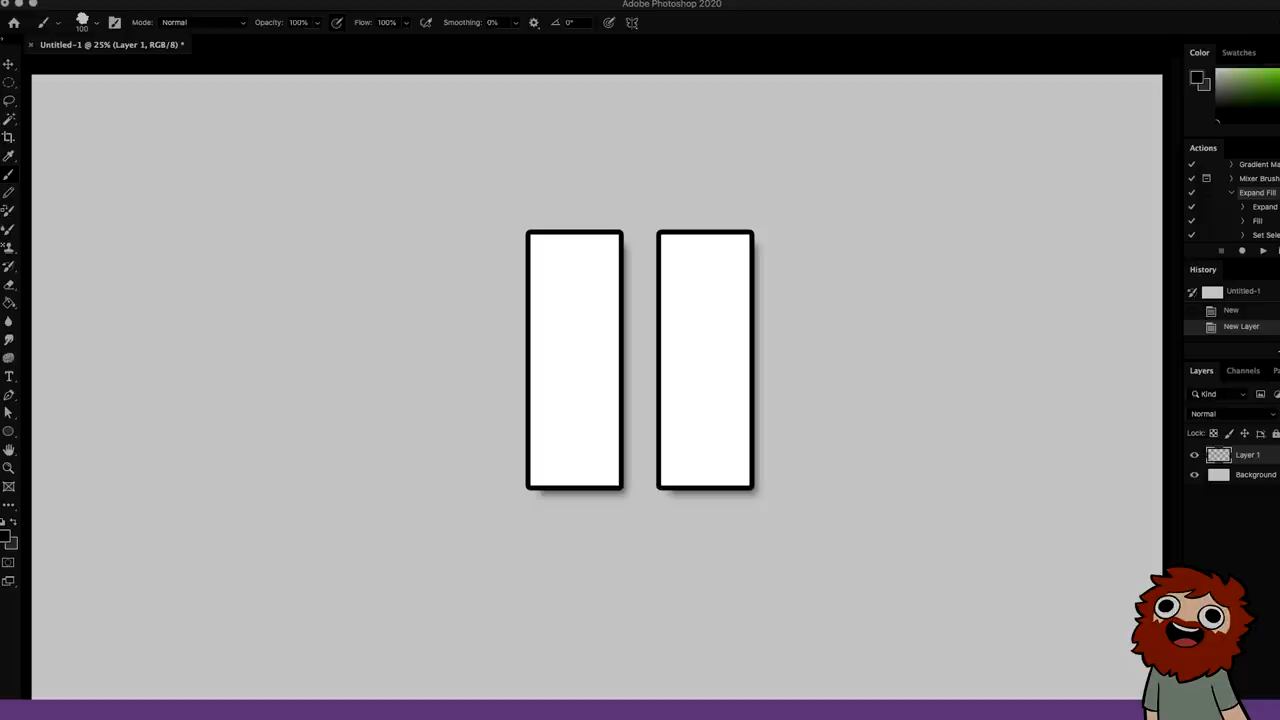 Adobe Photoshop 2020
100
Mode: Normal
Opacity: 100%
Flow: 100%
Smoothing: 0%
0°
× Untitled-1 @ 25% (Layer 1, RGB/8) *
Color Swatches
Actions
Gradient Ma
Mixer Brush
Expand Fill
Expand
Fill
Set Sele
History
Untitled-1
New
New Layer
Layers Channels Pa
Kind
Normal
Lock:
Layer 1
Background